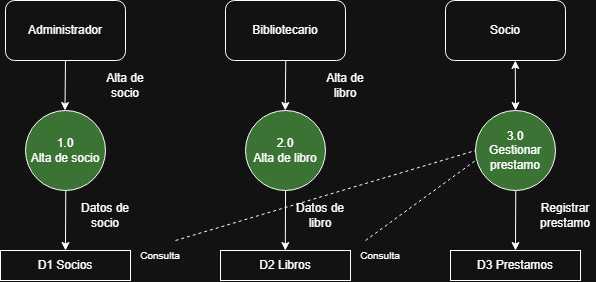 Administrador
Bibliotecario
Socio
Alta de
socio
Alta de
libro
1.0
Alta de socio
2.0
Alta de libro
3.0
Gestionar
prestamo
Datos de
socio
Datos de
libro
Registrar
prestamo
D1 Socios
Consulta
D2 Libros
Consulta
D3 Prestamos